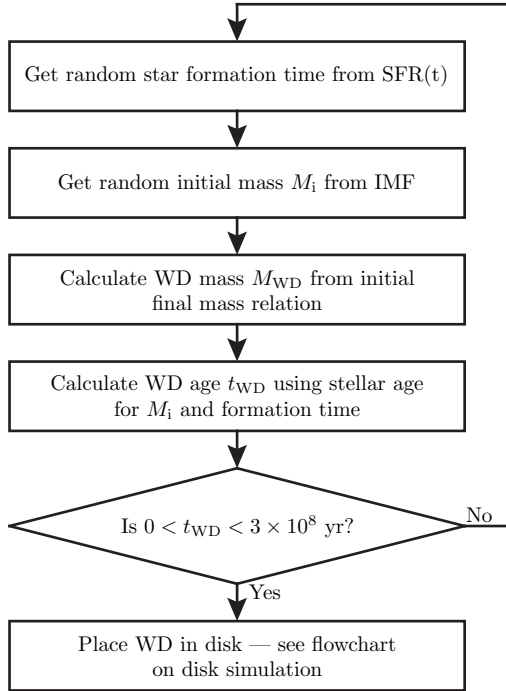 Get random star formation time from SFR(t)
Get random initial mass M_i from IMF
Calculate WD mass M_WD from initial
final mass relation
Calculate WD age t_WD using stellar age
for M_i and formation time
Is 0 < t_WD < 3 × 10^8 yr?
No
Yes
Place WD in disk — see flowchart
on disk simulation